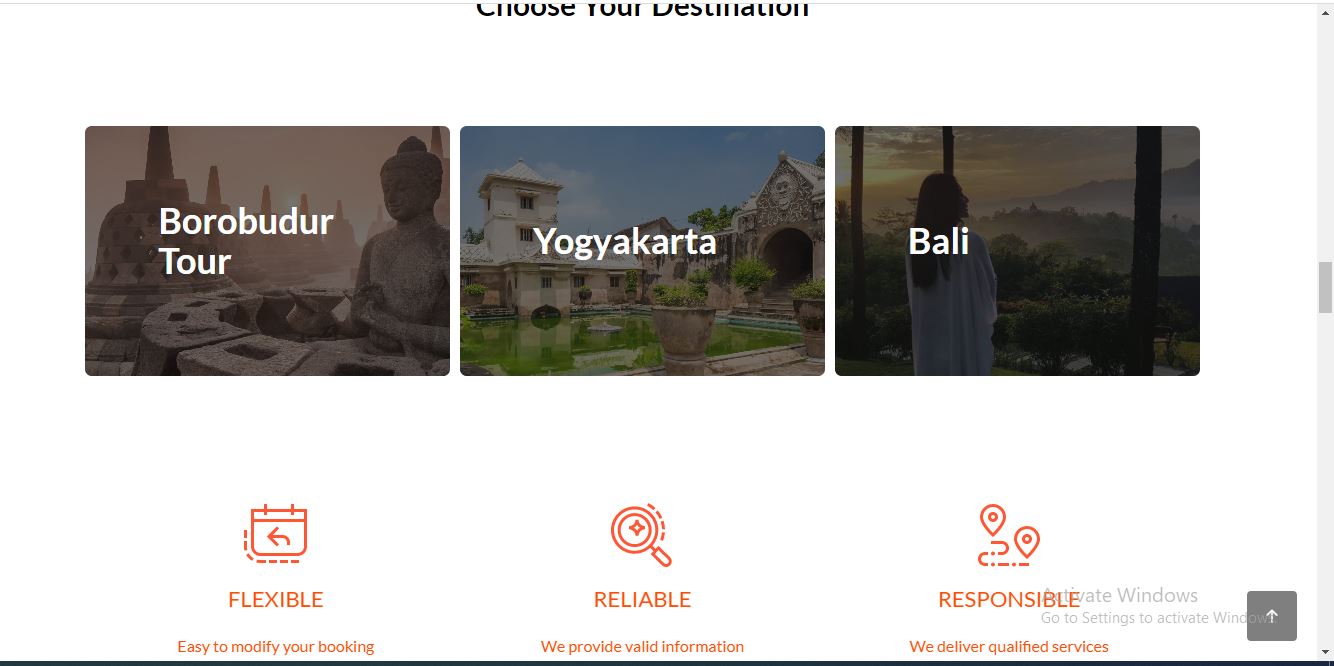 Choose Your Destination
Borobudur
Tour
Yogyakarta
Bali
FLEXIBLE
RELIABLE
RESPONSIBLE
Activate Windows
Go to Settings to activate Windows.
Easy to modify your booking
We provide valid information
We deliver qualified services